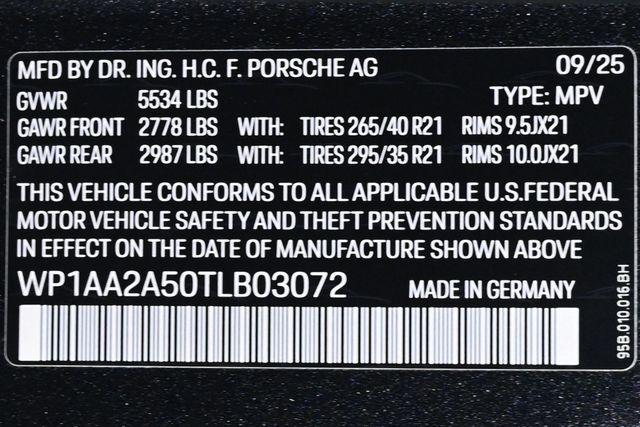 MFD BY DR. ING. H.C. F. PORSCHE AG 09/25
GVWR 5534 LBS TYPE: MPV
GAWR FRONT 2778 LBS WITH: TIRES 265/40 R21 RIMS 9.5JX21
GAWR REAR 2987 LBS WITH: TIRES 295/35 R21 RIMS 10.0JX21
THIS VEHICLE CONFORMS TO ALL APPLICABLE U.S.FEDERAL
MOTOR VEHICLE SAFETY AND THEFT PREVENTION STANDARDS
IN EFFECT ON THE DATE OF MANUFACTURE SHOWN ABOVE
WP1AA2A50TLB03072 MADE IN GERMANY
95B.010.016.BH